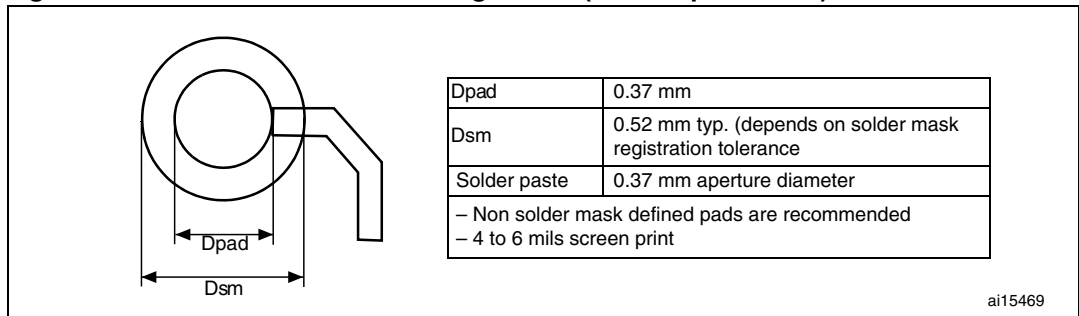 Dpad
Dsm
Dpad 0.37 mm
Dsm 0.52 mm typ. (depends on solder mask
registration tolerance
Solder paste 0.37 mm aperture diameter
– Non solder mask defined pads are recommended
– 4 to 6 mils screen print
ai15469